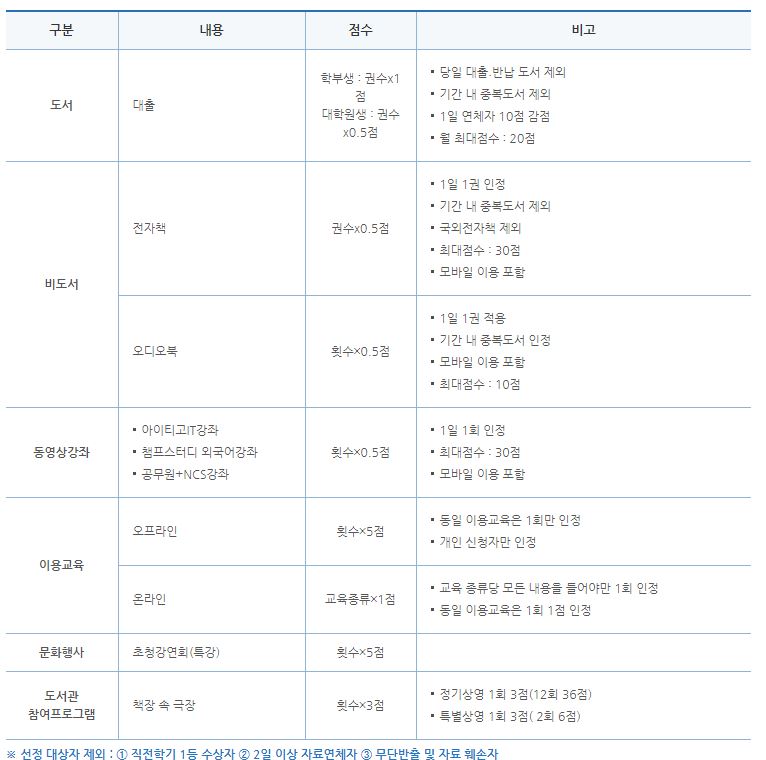 구분 내용 점수 비고
도서 대출
학부생 : 권수x1
점
대학원생 : 권수
x0.5점
▪ 당일 대출.반납 도서 제외
▪ 기간 내 중복도서 제외
▪ 1일 연체자 10점 감점
▪ 월 최대점수 : 20점
비도서
전자책 권수x0.5점
▪ 1일 1권 인정
▪ 기간 내 중복도서 제외
▪ 국외전자책 제외
▪ 최대점수 : 30점
▪ 모바일 이용 포함
오디오북 횟수×0.5점
▪ 1일 1권 적용
▪ 기간 내 중복도서 인정
▪ 모바일 이용 포함
▪ 최대점수 : 10점
동영상강좌
▪ 아이티고IT강좌
▪ 챔프스터디 외국어강좌
▪ 공무원+NCS강좌
횟수×0.5점
▪ 1일 1회 인정
▪ 최대점수 : 30점
▪ 모바일 이용 포함
이용교육
오프라인 횟수×5점
▪ 동일 이용교육은 1회만 인정
▪ 개인 신청자만 인정
온라인 교육종류×1점
▪ 교육 종류당 모든 내용을 들어야만 1회 인정
▪ 동일 이용교육은 1회 1점 인정
문화행사 초청강연회(특강) 횟수×5점
도서관
참여프로그램
책장 속 극장 횟수×3점
▪ 정기상영 1회 3점(12회 36점)
▪ 특별상영 1회 3점( 2회 6점)
※ 선정 대상자 제외 : ① 직전학기 1등 수상자 ② 2일 이상 자료연체자 ③ 무단반출 및 자료 훼손자